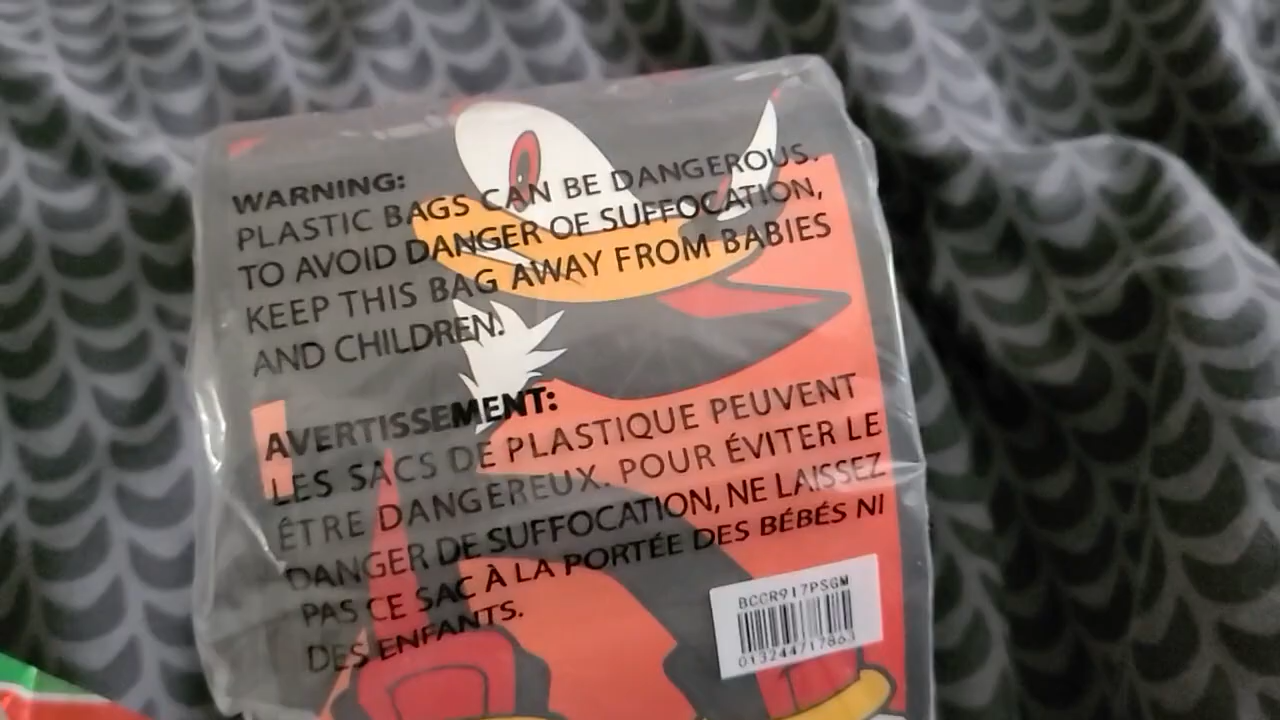 WARNING:
PLASTIC BAGS CAN BE DANGEROUS.
TO AVOID DANGER OF SUFFOCATION,
KEEP THIS BAG AWAY FROM BABIES
AND CHILDREN!
AVERTISSEMENT:
LES SACS DE PLASTIQUE PEUVENT
ÊTRE DANGEREUX. POUR ÉVITER LE
DANGER DE SUFFOCATION, NE LAISSEZ
PAS CE SAC À LA PORTÉE DES BÉBÉS NI
DES ENFANTS.
BCCR917PSGM